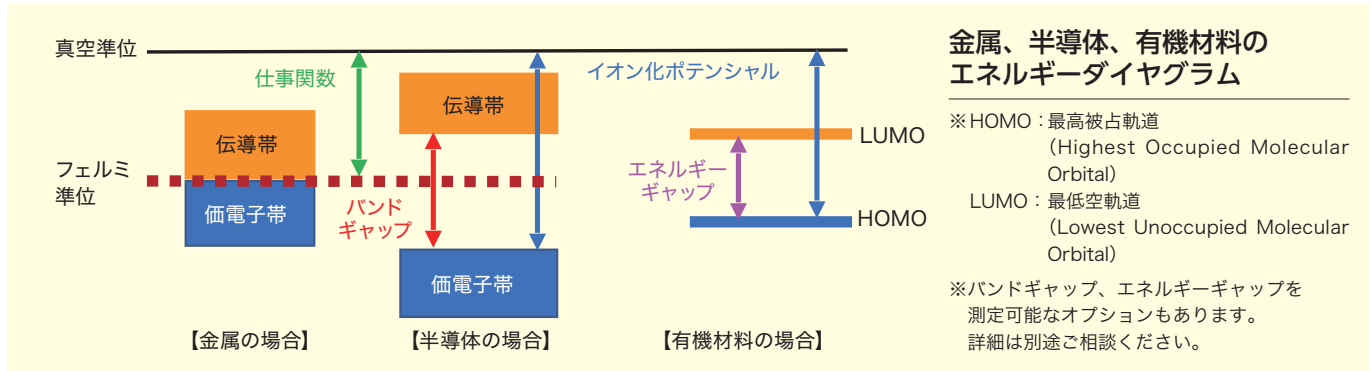 真空準位
仕事関数
イオン化ポテンシャル
伝導帯
伝導帯
LUMO
フェルミ
準位
エネルギー
ギャップ
価電子帯
バンド
ギャップ
HOMO
価電子帯
【金属の場合】
【半導体の場合】
【有機材料の場合】
金属、半導体、有機材料の
エネルギーダイヤグラム
※HOMO：最高被占軌道
（Highest Occupied Molecular
Orbital）
LUMO：最低空軌道
（Lowest Unoccupied Molecular
Orbital）
※バンドギャップ、エネルギーギャップを
測定可能なオプションもあります。
詳細は別途ご相談ください。